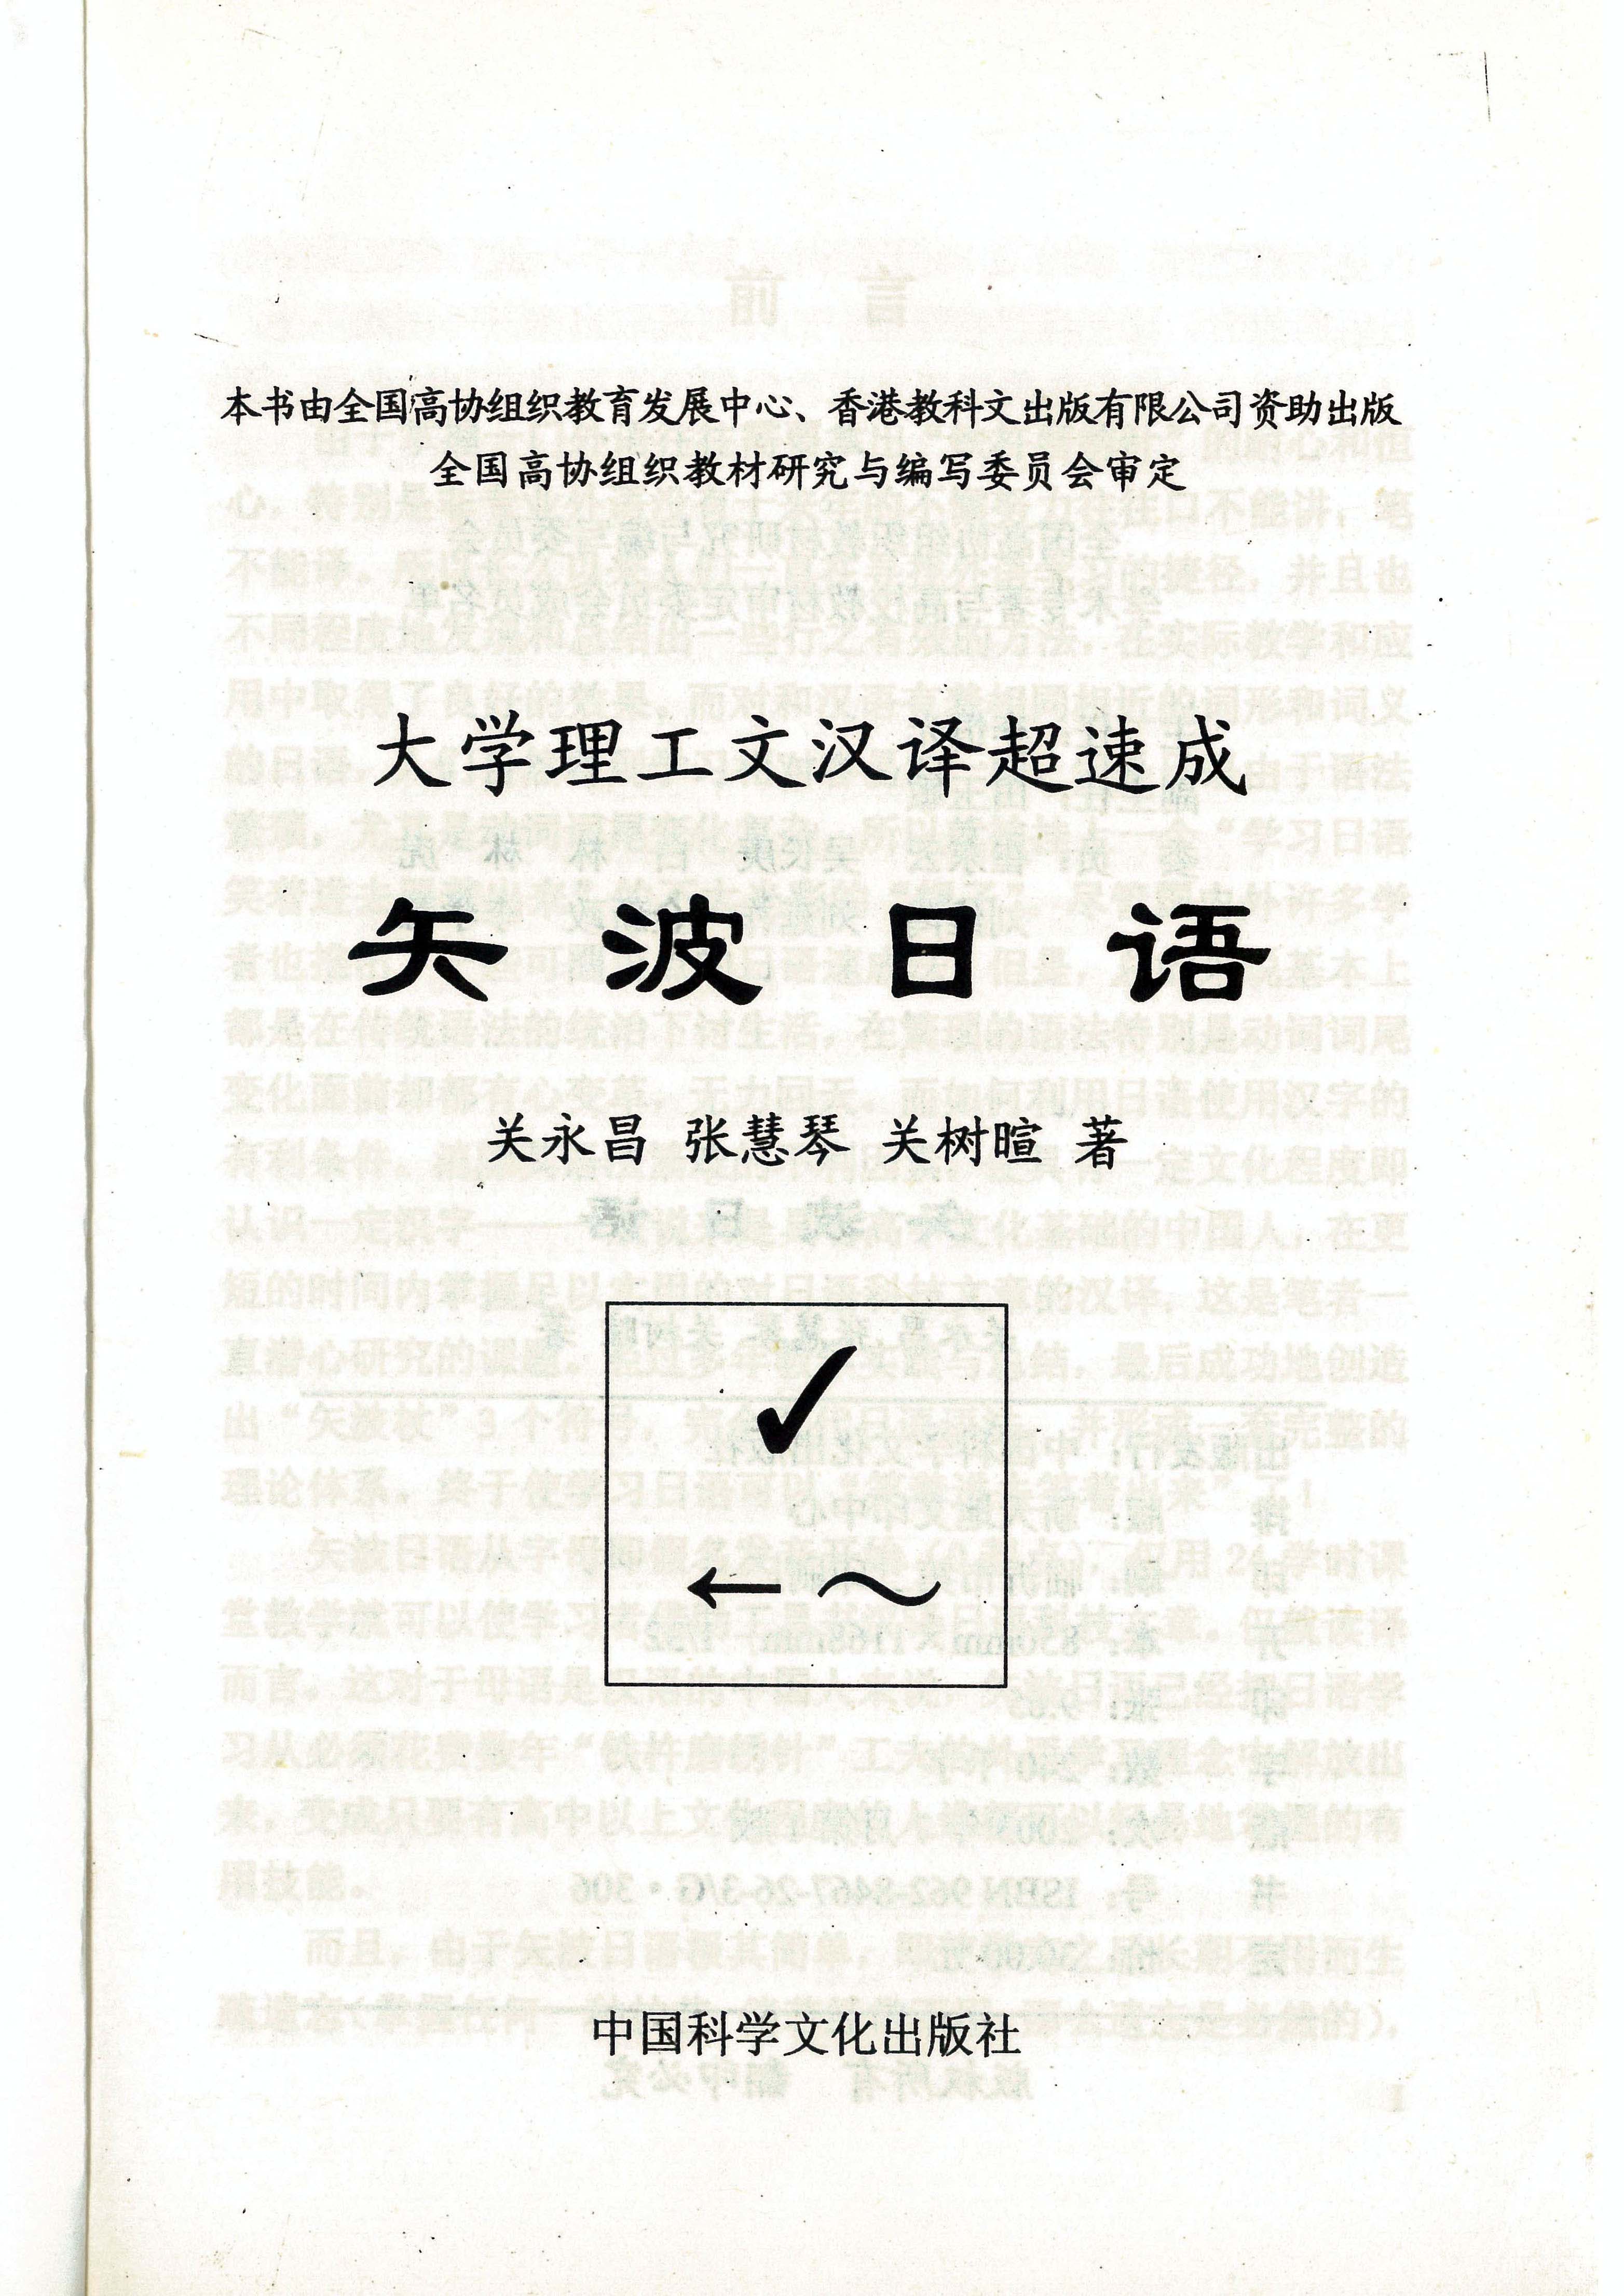 本书由全国高协组织教育发展中心、香港教科文出版有限公司资助出版
全国高协组织教材研究与编写委员会审定
大学理工文汉译超速成
矢波日语
关永昌 张慧琴 关树暄 著
✓
←～
中国科学文化出版社